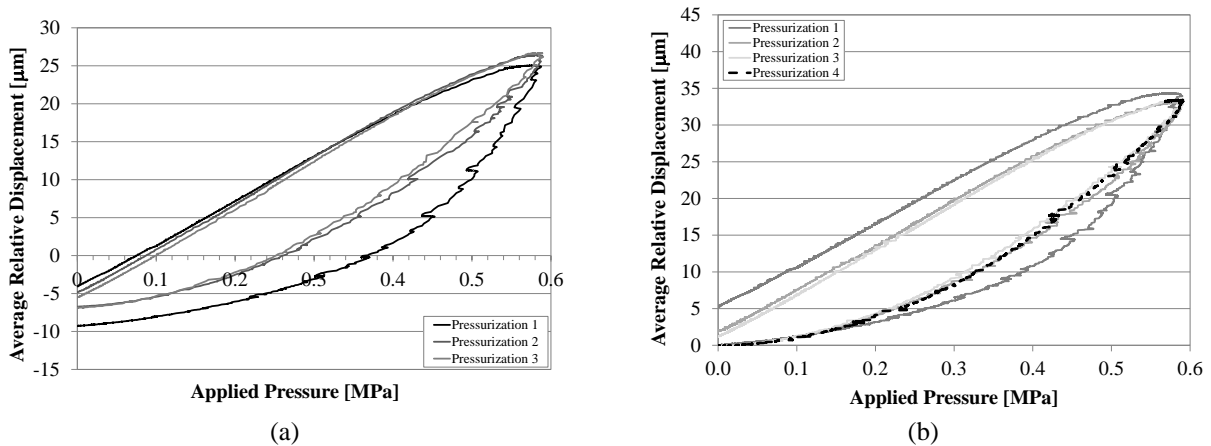 Average Relative Displacement [µm]
30
25
20
15
10
5
0
-5
-10
-15
0
0.1
0.2
0.3
0.4
0.5
0.6
Pressurization 1
Pressurization 2
Pressurization 3
Applied Pressure [MPa]
(a)
Average Relative Displacement [µm]
45
40
35
30
25
20
15
10
5
0
Pressurization 1
Pressurization 2
Pressurization 3
Pressurization 4
0.0
0.1
0.2
0.3
0.4
0.5
0.6
Applied Pressure [MPa]
(b)